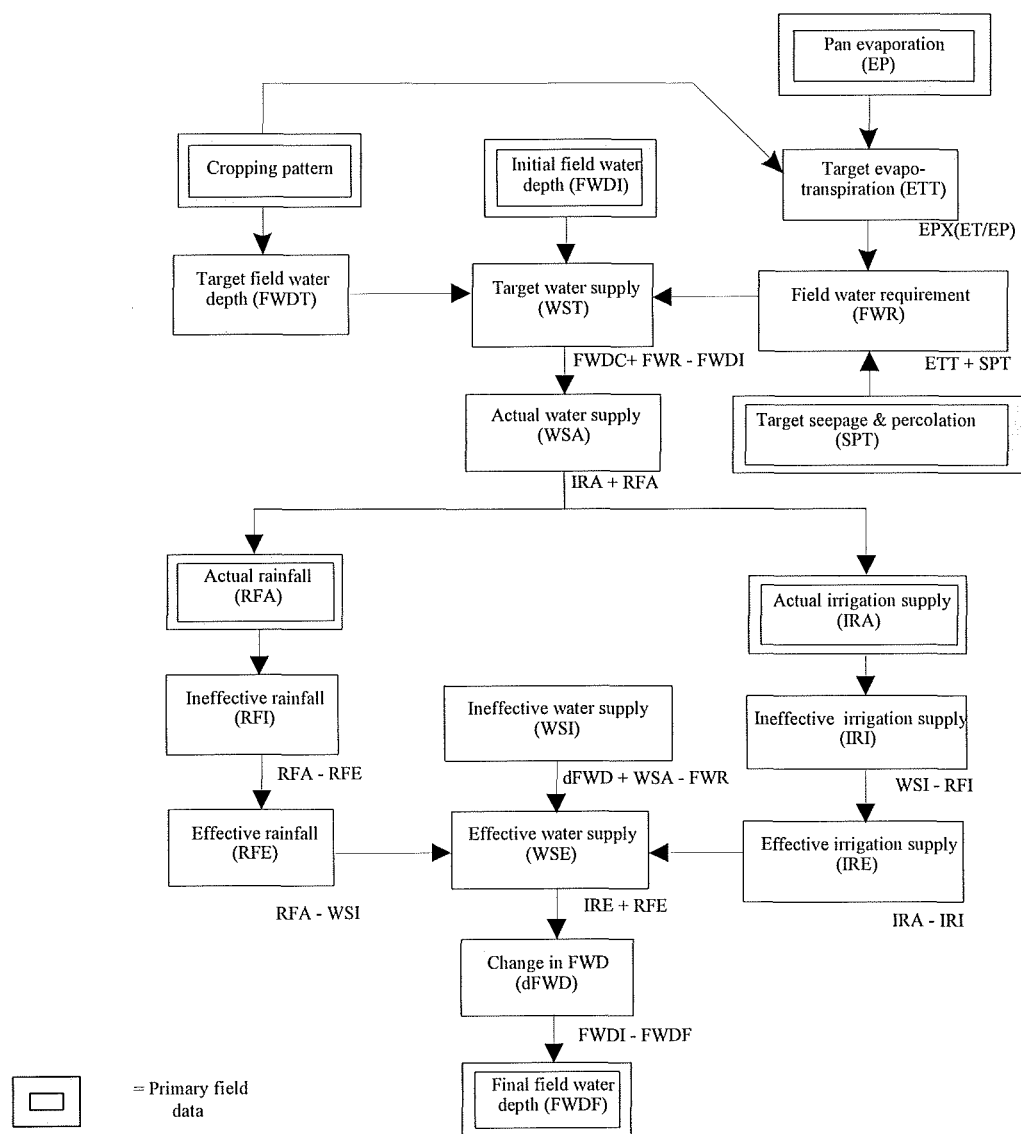 Pan evaporation
(EP)
Cropping pattern
Initial field water
depth (FWDI)
Target evapo-
transpiration (ETT)
EPX(ET/EP)
Target field water
depth (FWDT)
Target water supply
(WST)
Field water requirement
(FWR)
FWDC+ FWR - FWDI
ETT + SPT
Actual water supply
(WSA)
Target seepage & percolation
(SPT)
IRA + RFA
Actual rainfall
(RFA)
Actual irrigation supply
(IRA)
Ineffective rainfall
(RFI)
Ineffective water supply
(WSI)
Ineffective irrigation supply
(IRI)
RFA - RFE
dFWD + WSA - FWR
WSI - RFI
Effective rainfall
(RFE)
Effective water supply
(WSE)
Effective irrigation supply
(IRE)
RFA - WSI
IRE + RFE
IRA - IRI
Change in FWD
(dFWD)
FWDI - FWDF
Final field water
depth (FWDF)
= Primary field
data